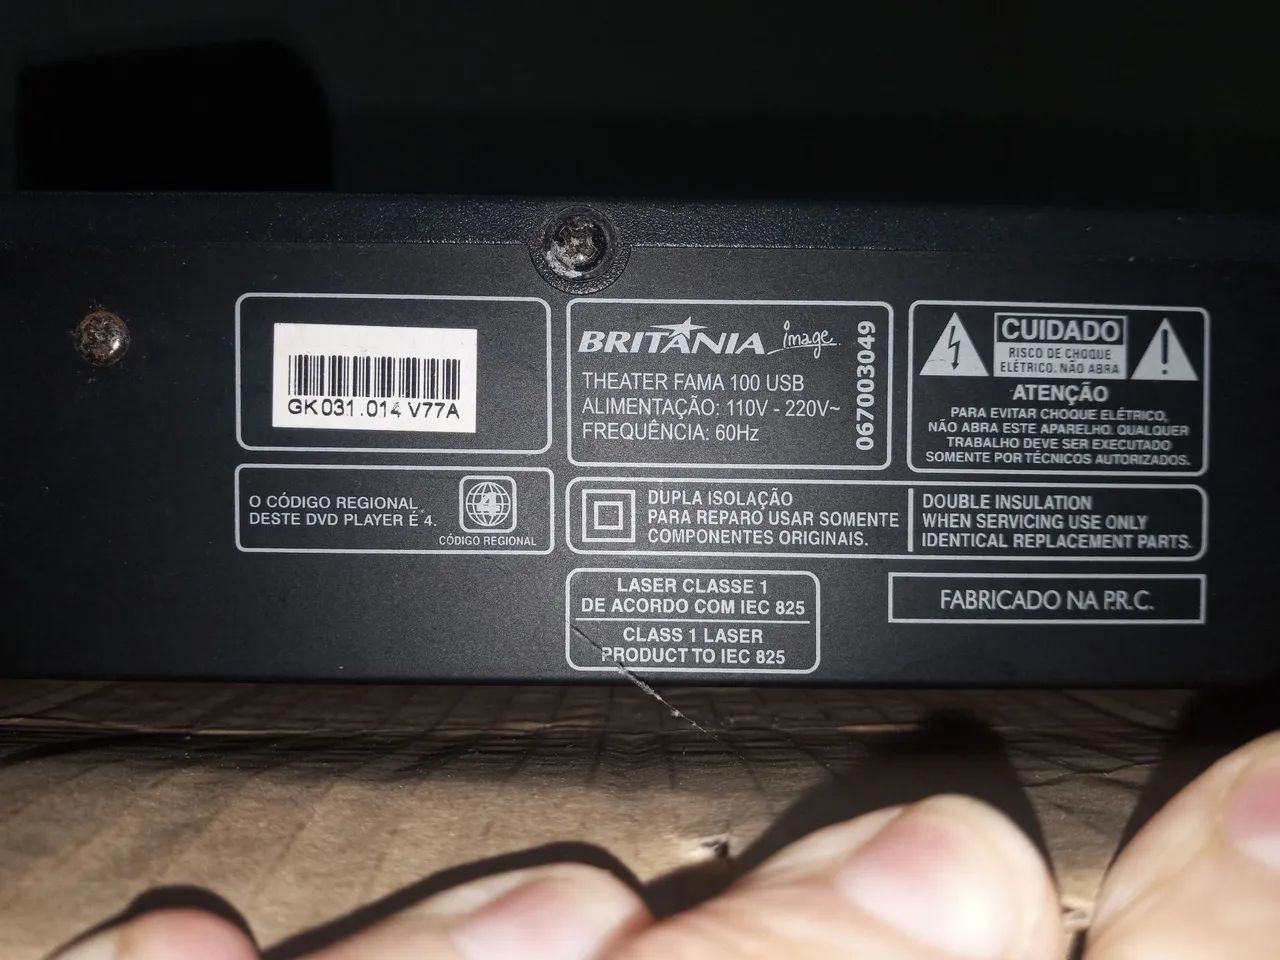 GK031.014 V77A
BRITÂNIA image
THEATER FAMA 100 USB
ALIMENTAÇÃO: 110V - 220V~
FREQUÊNCIA: 60Hz
067003049
CUIDADO
RISCO DE CHOQUE
ELÉTRICO. NÃO ABRA
ATENÇÃO
PARA EVITAR CHOQUE ELÉTRICO,
NÃO ABRA ESTE APARELHO. QUALQUER
TRABALHO DEVE SER EXECUTADO
SOMENTE POR TÉCNICOS AUTORIZADOS.
O CÓDIGO REGIONAL
DESTE DVD PLAYER É 4.
4
CÓDIGO REGIONAL
DUPLA ISOLAÇÃO
PARA REPARO USAR SOMENTE
COMPONENTES ORIGINAIS.
DOUBLE INSULATION
WHEN SERVICING USE ONLY
IDENTICAL REPLACEMENT PARTS.
LASER CLASSE 1
DE ACORDO COM IEC 825
CLASS 1 LASER
PRODUCT TO IEC 825
FABRICADO NA P.R.C.